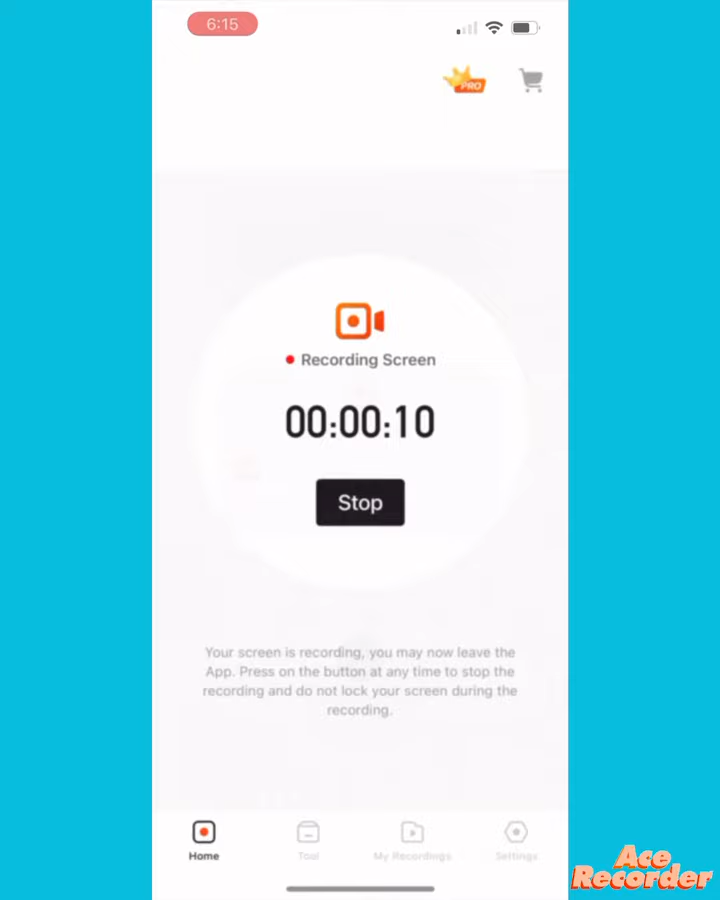 6:15
PRO
Recording Screen
00:00:10
Stop
Your screen is recording, you may now leave the
App. Press on the button at any time to stop the
recording and do not lock your screen during the
recording.
Home
Tool
My Recordings
Settings
Ace
Recorder